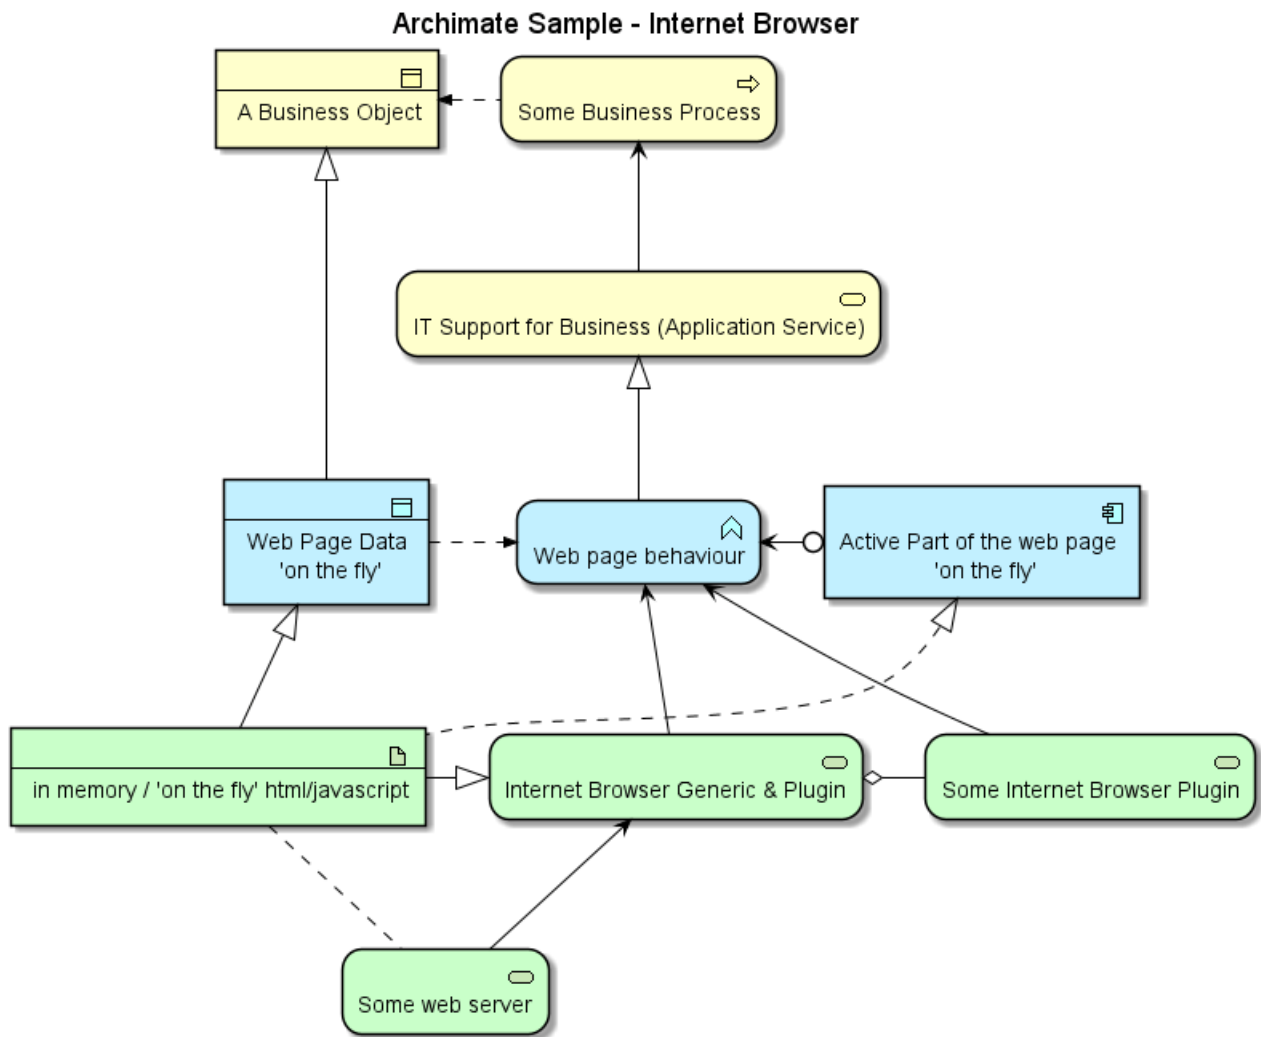 Archimate Sample - Internet Browser
A Business Object
Some Business Process
IT Support for Business (Application Service)
Web Page Data
'on the fly'
Web page behaviour
Active Part of the web page
'on the fly'
in memory / 'on the fly' html/javascript
Internet Browser Generic & Plugin
Some Internet Browser Plugin
Some web server